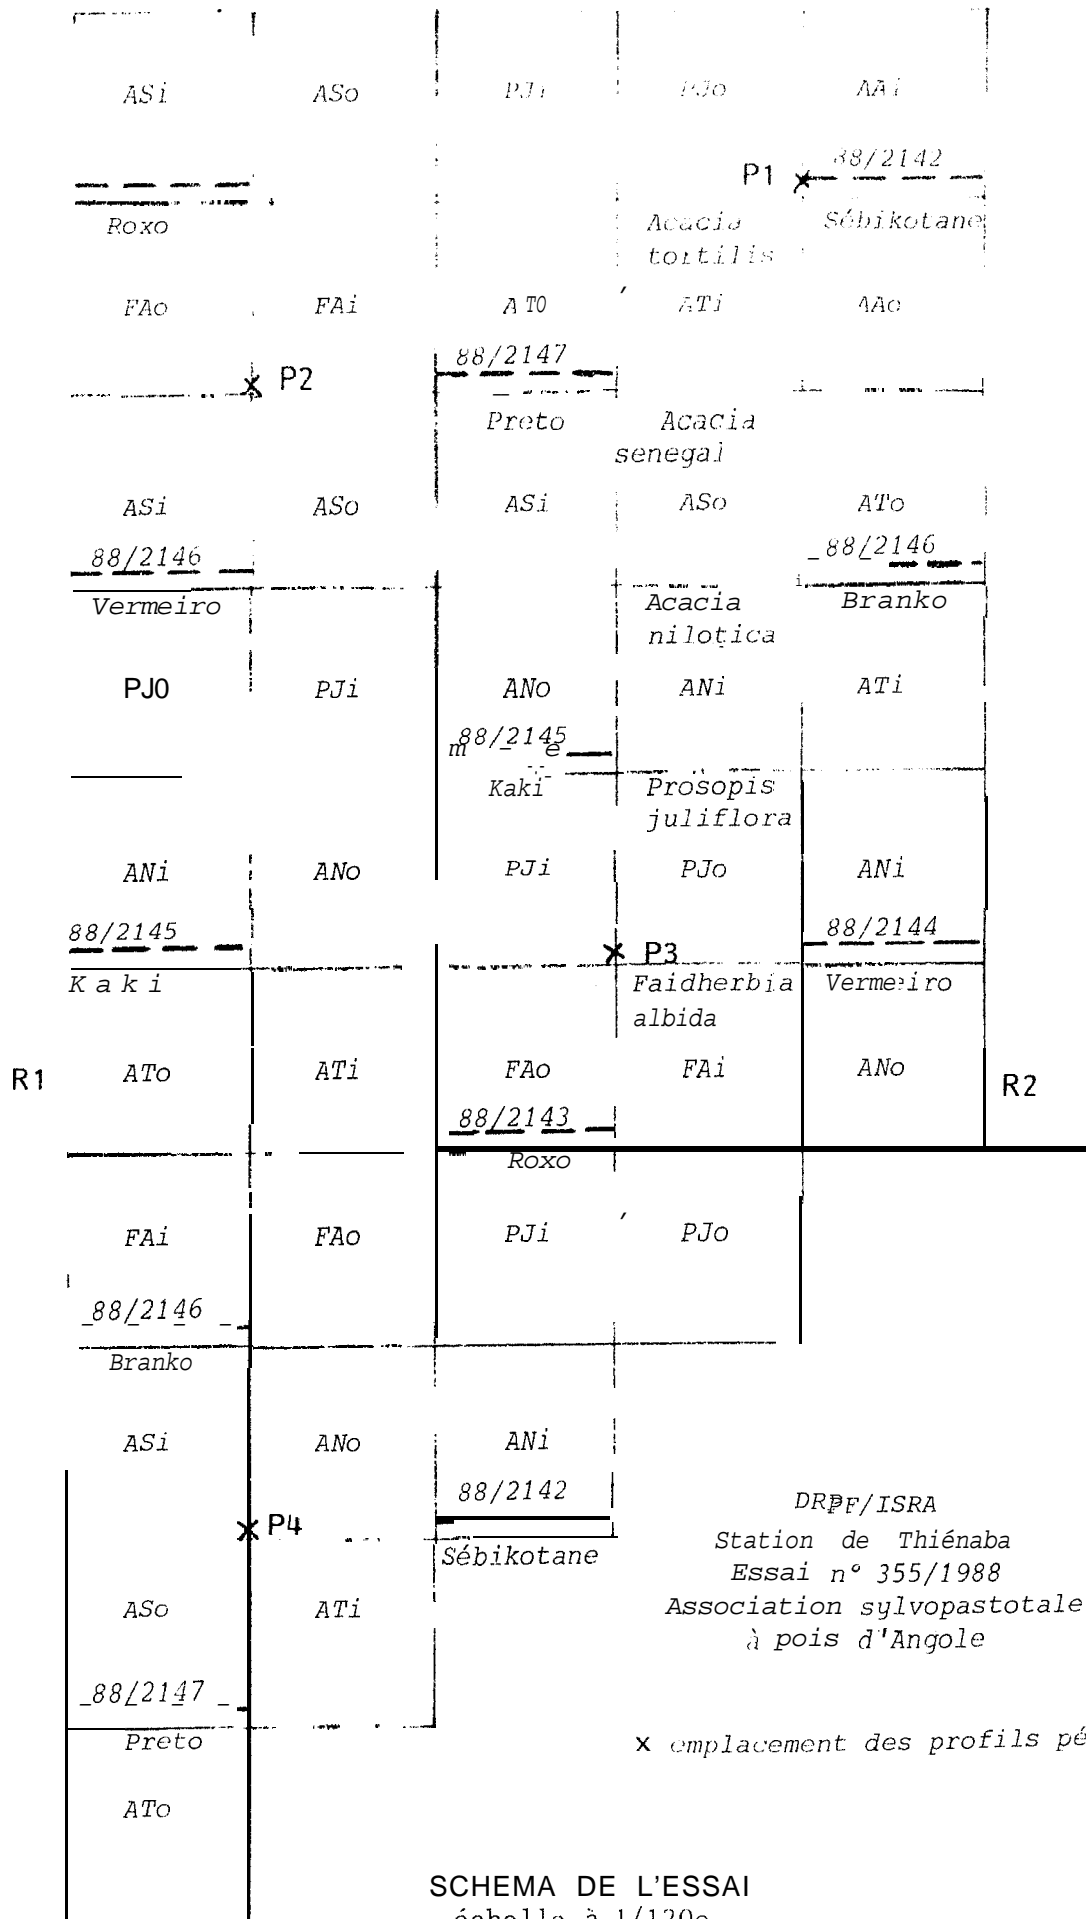 ASi ASo PJi PJo AAi
P1 88/2142
Roxo Acacia Sébikotane
tortilis
FAo FAi ATO ATi AAo
88/2147
P2
Preto Acacia
senegal
ASi ASo ASi ASo ATo
88/2146 88/2146
Vermeiro Acacia Branko
nilotica
PJO PJi ANo ANi ATi
88/2145
Kaki Prosopis
juliflora
ANi ANo PJi PJo ANi
88/2145 88/2144
P3
Kaki Faidherbia Vermeiro
albida
R1 ATo ATi FAo FAi ANo R2
88/2143
Roxo
FAi FAo PJi PJo
88/2146
Branko
ASi ANo ANi
88/2142
P4
Sébikotane
DRPF/ISRA
Station de Thiénaba
Essai n° 355/1988
Association sylvopastotale
à pois d'Angole
ASo ATi
88/2147
Preto
x emplacement des profils pé
ATo
SCHEMA DE L'ESSAI
échelle à 1/120e